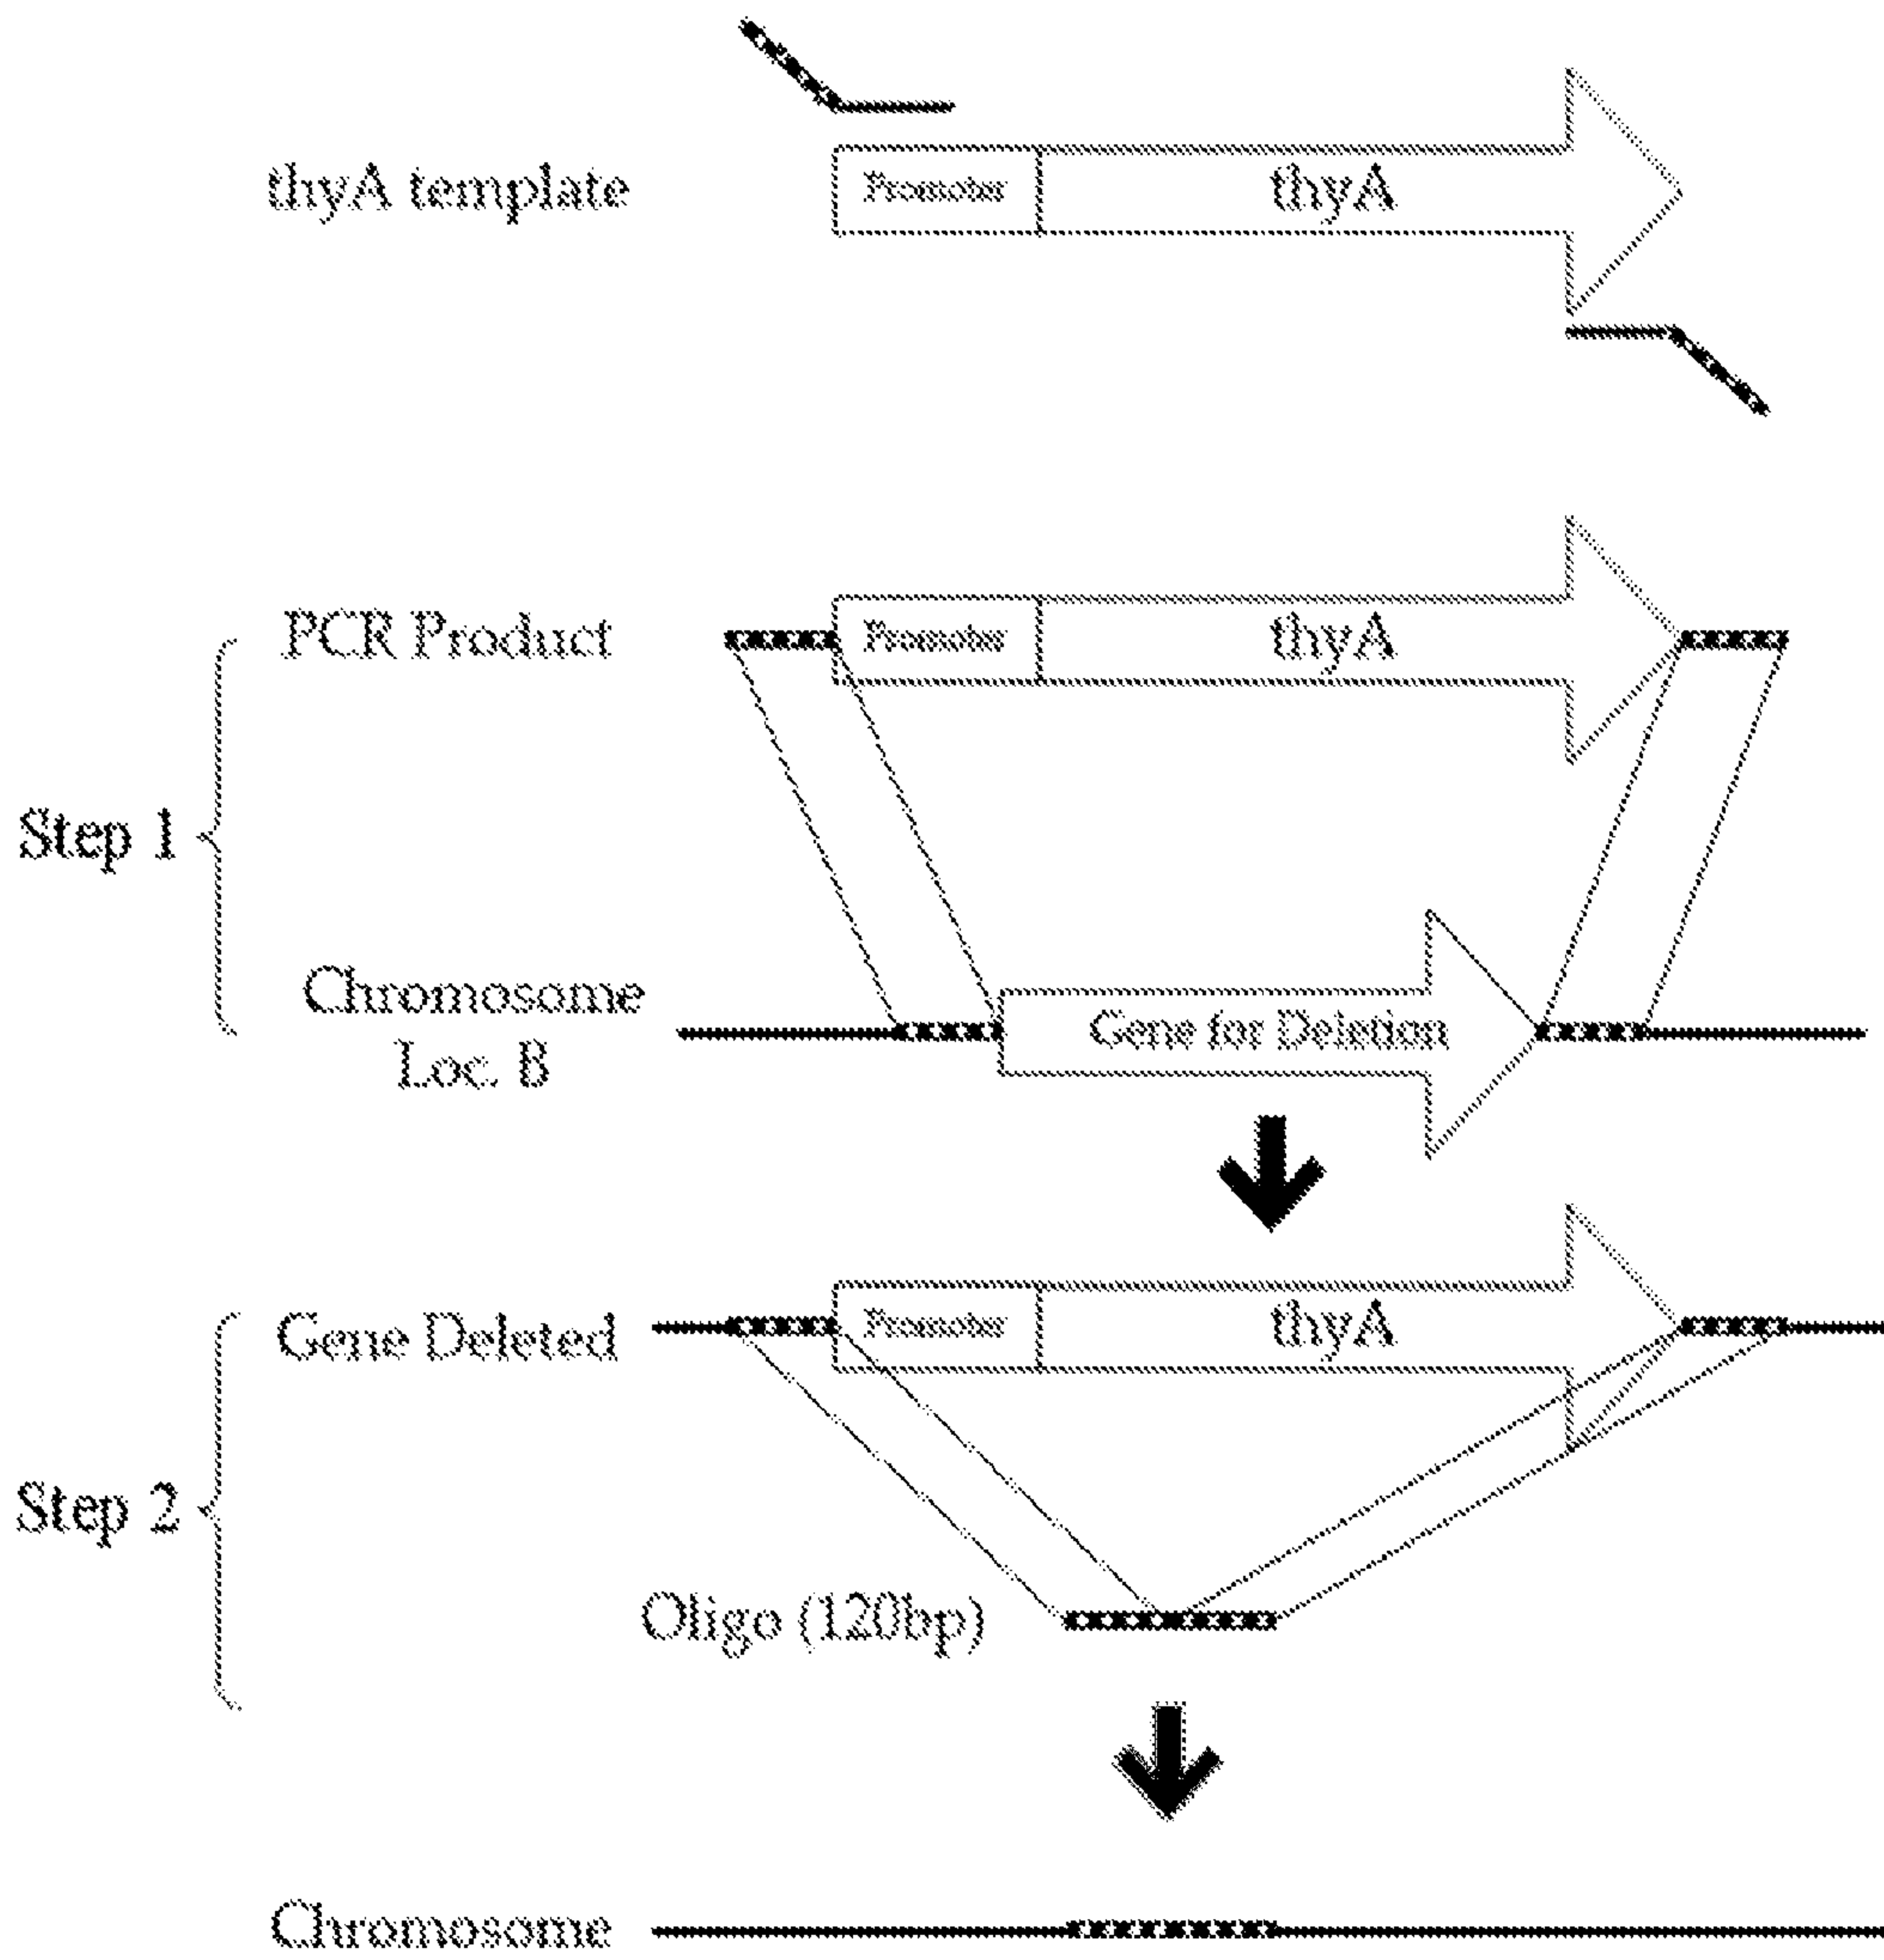 thyA template
Promoter
thyA
PCR Product
Promoter
thyA
Step 1
Chromosome
Loc. B
Gene for Deletion
Gene Deleted
Promoter
thyA
Step 2
Oligo (120bp)
Chromosome